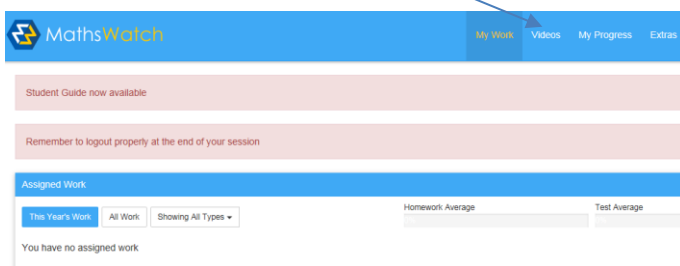 MathsWatch
My Work Videos My Progress Extras
Student Guide now available
Remember to logout properly at the end of your session
Assigned Work
This Year's Work All Work Showing All Types
Homework Average Test Average
You have no assigned work